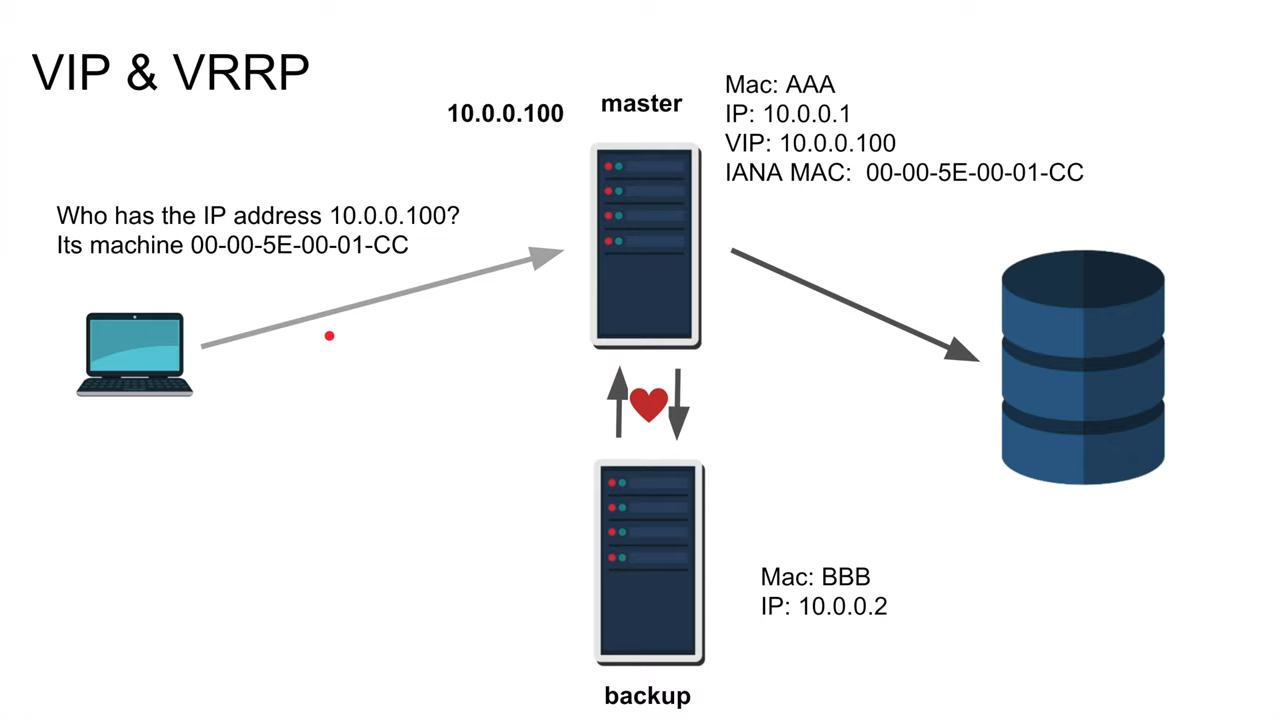 VIP & VRRP
10.0.0.100
master
Mac: AAA
IP: 10.0.0.1
VIP: 10.0.0.100
IANA MAC:  00-00-5E-00-01-CC
Who has the IP address 10.0.0.100?
Its machine 00-00-5E-00-01-CC
Mac: BBB
IP: 10.0.0.2
backup